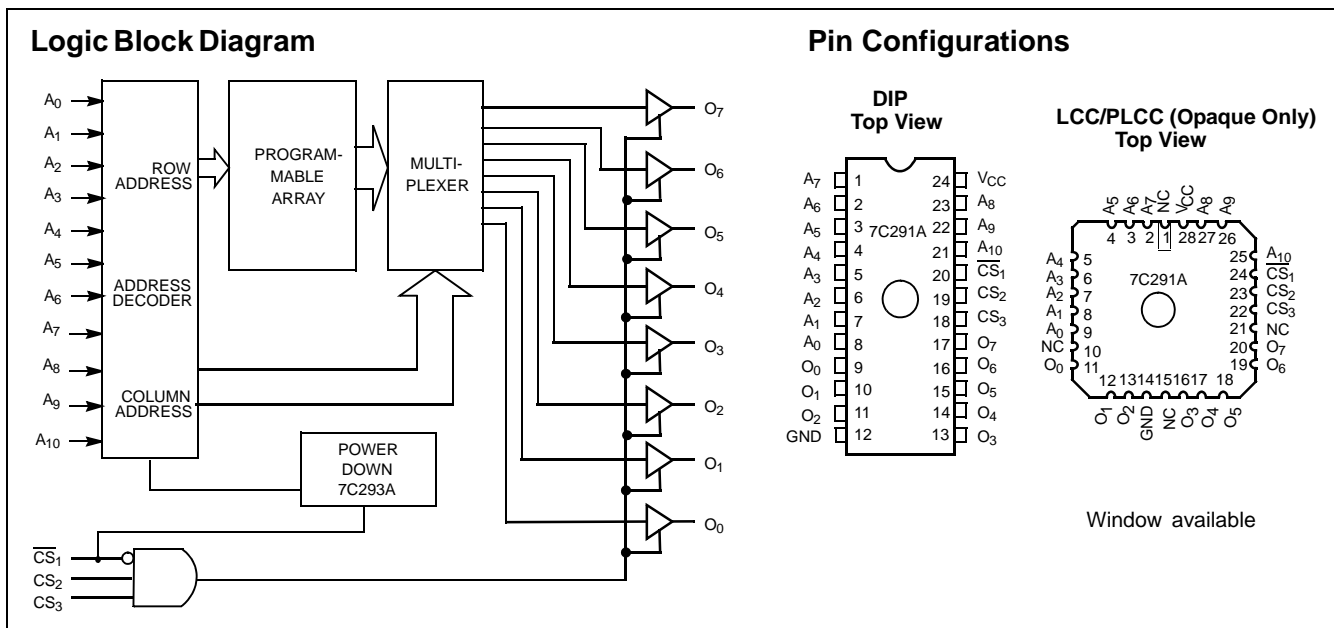 Logic Block Diagram
A0
A1
A2
A3
A4
A5
A6
A7
A8
A9
A10
ROW
ADDRESS
ADDRESS
DECODER
COLUMN
ADDRESS
PROGRAM-
MABLE
ARRAY
MULTI-
PLEXER
POWER
DOWN
7C293A
CS1
CS2
CS3
O7
O6
O5
O4
O3
O2
O1
O0
Pin Configurations
DIP
Top View
7C291A
A7 1 24 VCC
A6 2 23 A8
A5 3 22 A9
A4 4 21 A10
A3 5 20 CS1
A2 6 19 CS2
A1 7 18 CS3
A0 8 17 O7
O0 9 16 O6
O1 10 15 O5
O2 11 14 O4
GND 12 13 O3
LCC/PLCC (Opaque Only)
Top View
A5 A6 A7 NC VCC A8 A9
4 3 2 1 28 27 26
A4 5 25 A10
A3 6 24 CS1
A2 7 23 CS2
A1 8 22 CS3
A0 9 21 NC
NC 10 20 O7
O0 11 19 O6
7C291A
12 13 14 15 16 17 18
O1 O2 GND NC O3 O4 O5
Window available